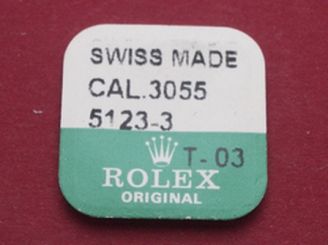 SWISS MADE
CAL.3055
5123-3
T-03
ROLEX
ORIGINAL